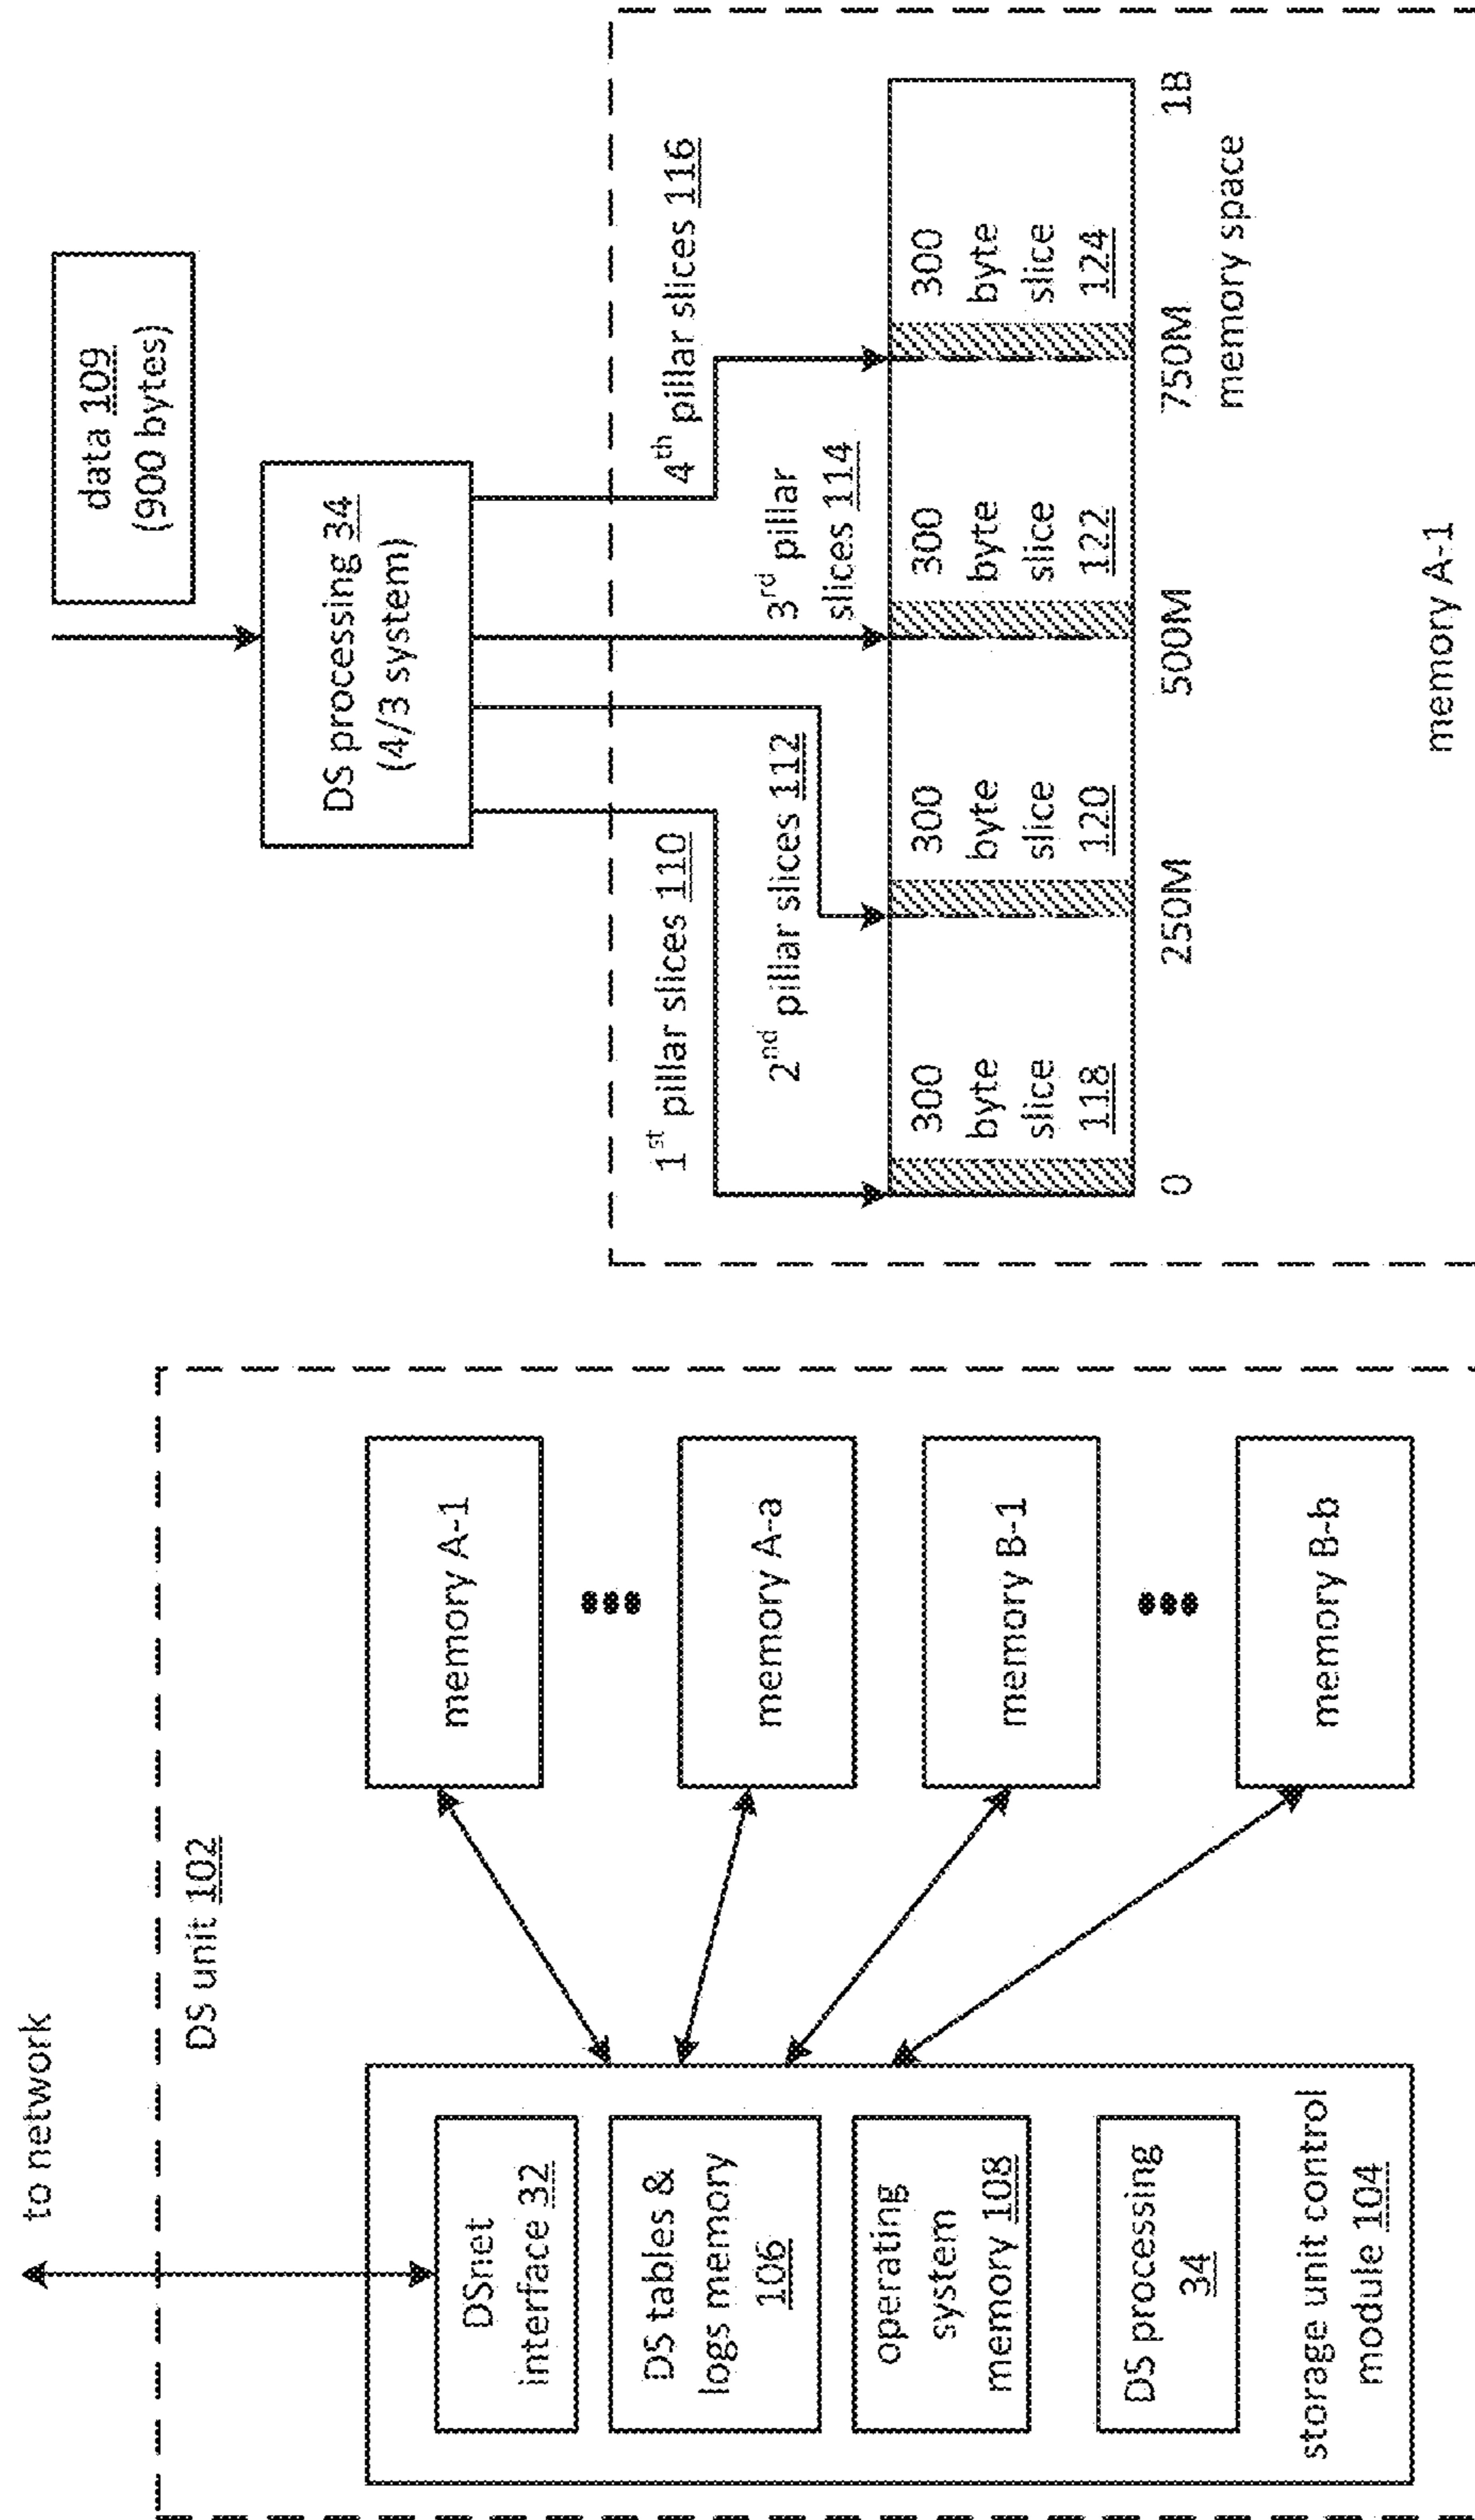 to network
DS unit 102
DSnet
interface 32
DS tables &
logs memory
106
operating
system
memory 108
DS processing
34
storage unit control
module 104
memory A-1
memory A-a
memory B-1
memory B-b
data 109
(900 bytes)
DS processing 34
(4/3 system)
1st pillar slices 110
2nd pillar slices 112
3rd pillar
slices 114
4th pillar slices 116
300
byte
slice
118
300
byte
slice
120
300
byte
slice
122
300
byte
slice
124
0
250M
500M
750M
1B
memory space
memory A-1